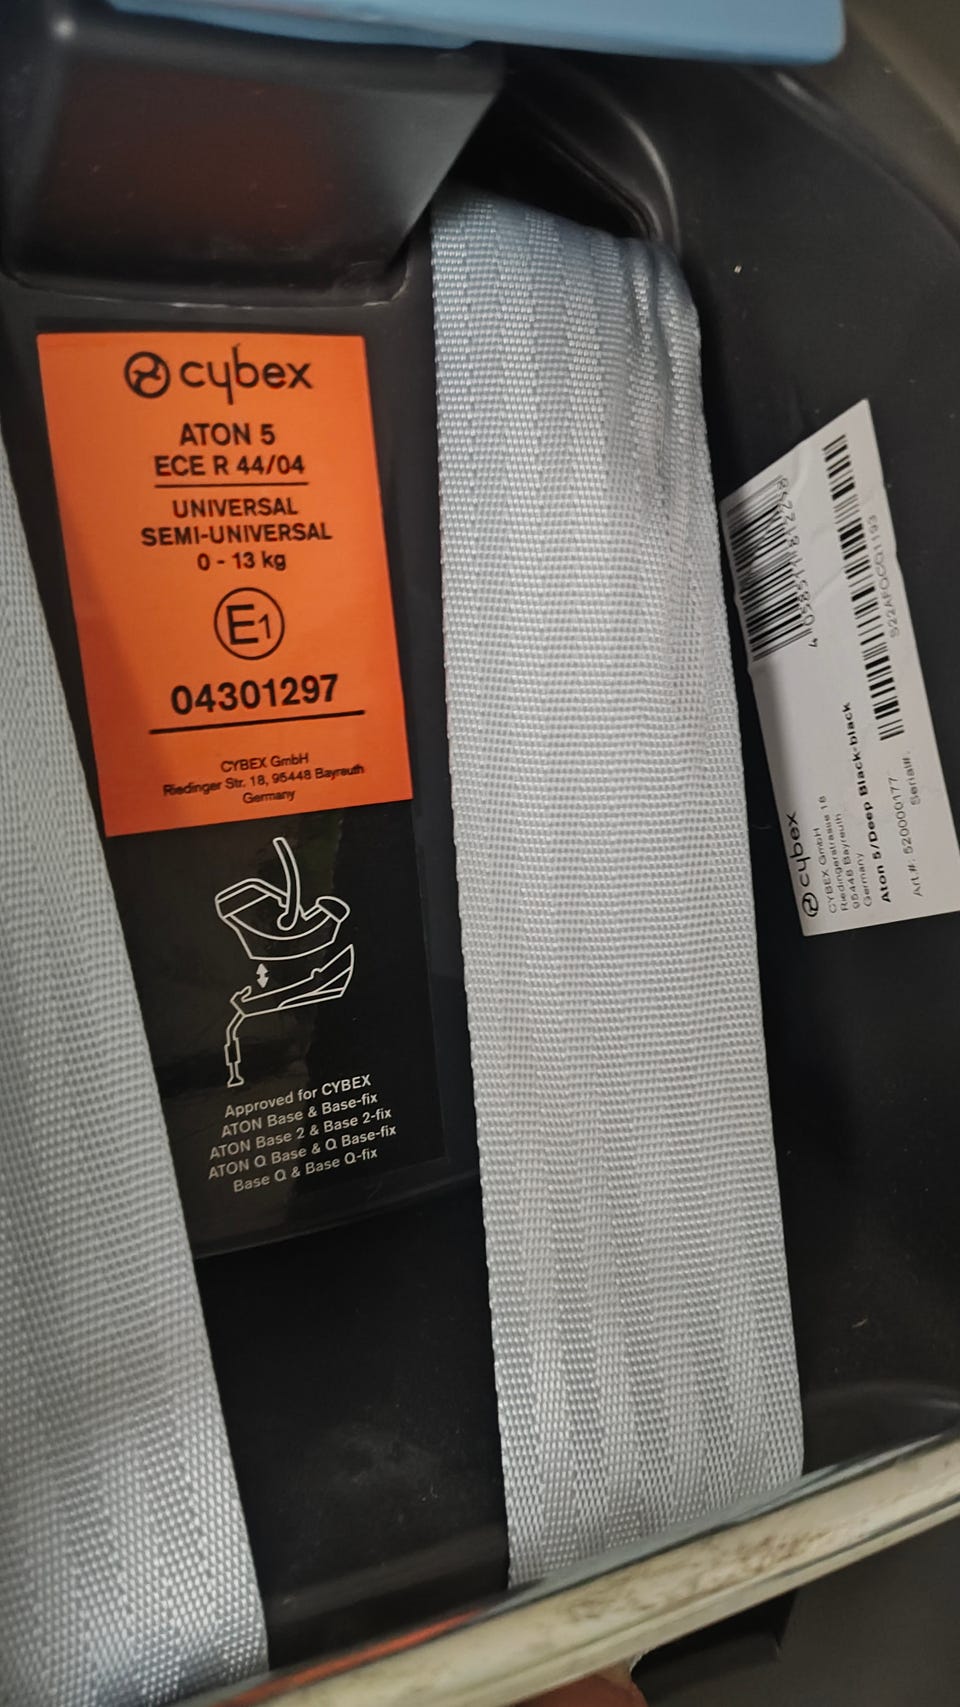 cybex
ATON 5
ECE R 44/04
UNIVERSAL
SEMI-UNIVERSAL
0 - 13 kg
E1
04301297
CYBEX GmbH
Riedinger Str. 18, 95448 Bayreuth
Germany
Approved for CYBEX
ATON Base & Base-fix
ATON Base 2 & Base 2-fix
ATON Q Base & Q Base-fix
Base Q & Base Q-fix
cybex
CYBEX GmbH
Riedingerstrasse 18
95448 Bayreuth
Germany
Aton 5/Deep Black-black
Art.#: 520000177
Serial#: